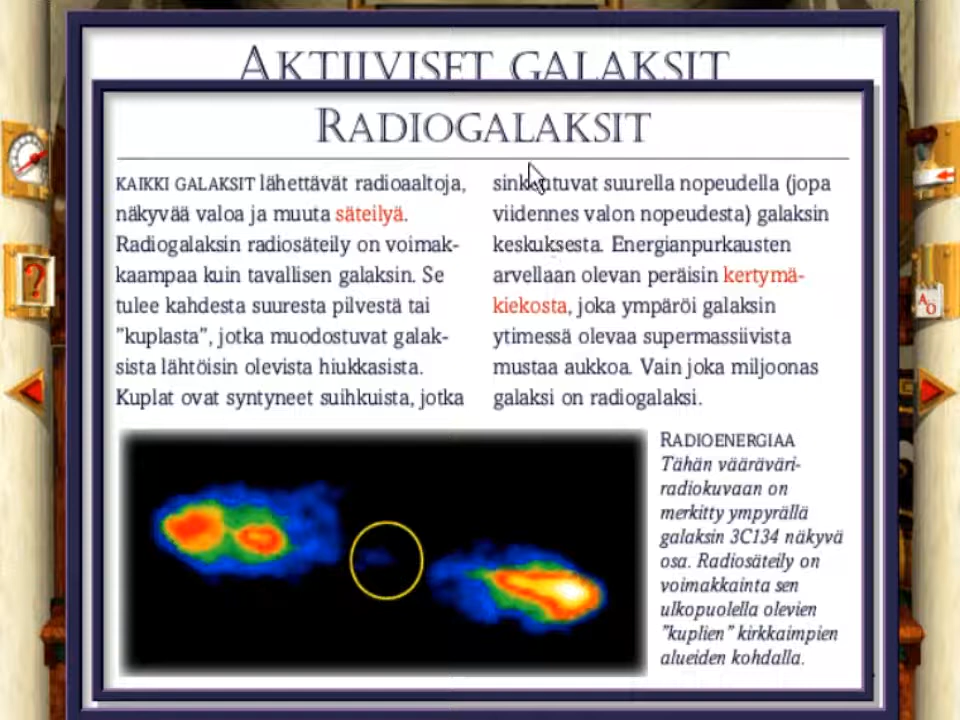 AKTIIVISET GALAKSIT
RADIOGALAKSIT
KAIKKI GALAKSIT lähettävät radioaaltoja,
näkyvää valoa ja muuta säteilyä.
Radiogalaksin radiosäteily on voimak-
kaampaa kuin tavallisen galaksin. Se
tulee kahdesta suuresta pilvestä tai
"kuplasta", jotka muodostuvat galak-
sista lähtöisin olevista hiukkasista.
Kuplat ovat syntyneet suihkuista, jotka
sinkoutuvat suurella nopeudella (jopa
viidennes valon nopeudesta) galaksin
keskuksesta. Energianpurkausten
arvellaan olevan peräisin kertymä-
kiekosta, joka ympäröi galaksin
ytimessä olevaa supermassiivista
mustaa aukkoa. Vain joka miljoonas
galaksi on radiogalaksi.
RADIOENERGIAA
Tähän vääräväri-
radiokuvaan on
merkitty ympyrällä
galaksin 3C134 näkyvä
osa. Radiosäteily on
voimakkainta sen
ulkopuolella olevien
"kuplien" kirkkaimpien
alueiden kohdalla.
?
A
Ö